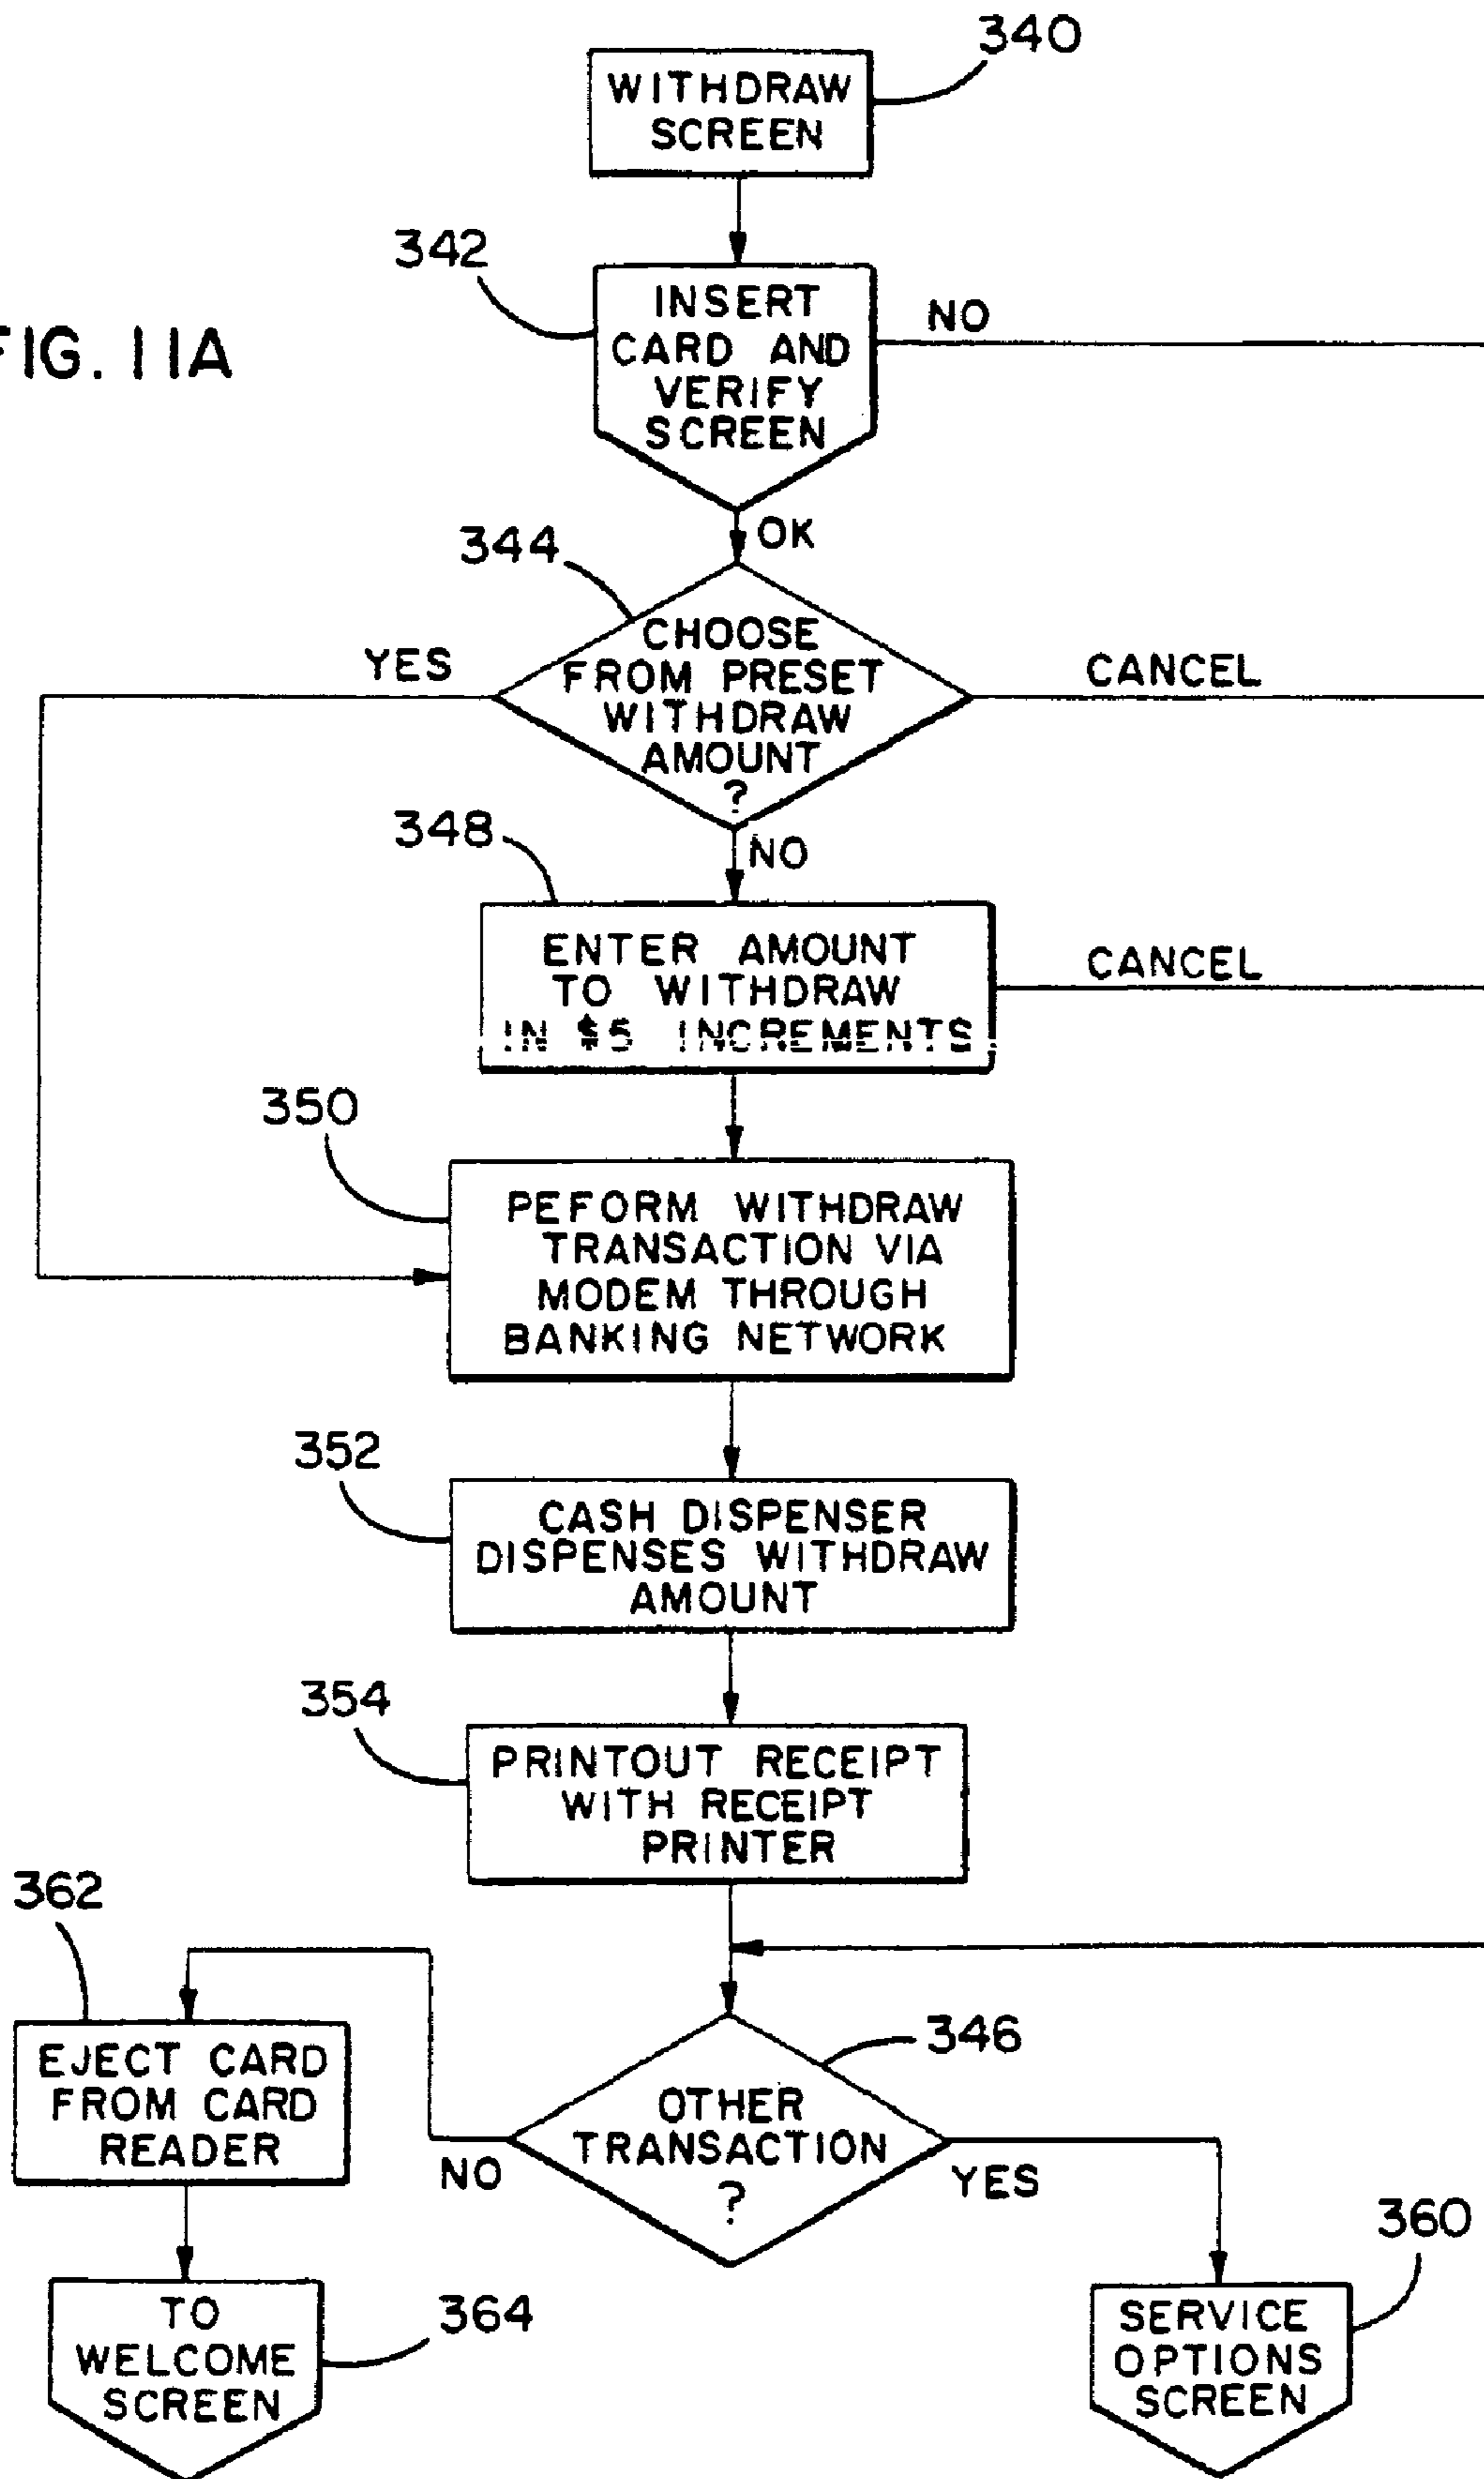 340
WITHDRAW
SCREEN
342
INSERT
CARD AND
VERIFY
SCREEN
NO
FIG. 11A
OK
344
CHOOSE
FROM PRESET
WITHDRAW
AMOUNT
?
YES
CANCEL
NO
348
ENTER AMOUNT
TO WITHDRAW
IN $5 INCREMENTS
CANCEL
350
PEFORM WITHDRAW
TRANSACTION VIA
MODEM THROUGH
BANKING NETWORK
352
CASH DISPENSER
DISPENSES WITHDRAW
AMOUNT
354
PRINTOUT RECEIPT
WITH RECEIPT
PRINTER
362
EJECT CARD
FROM CARD
READER
346
OTHER
TRANSACTION
?
NO
YES
360
TO
WELCOME
SCREEN
364
SERVICE
OPTIONS
SCREEN